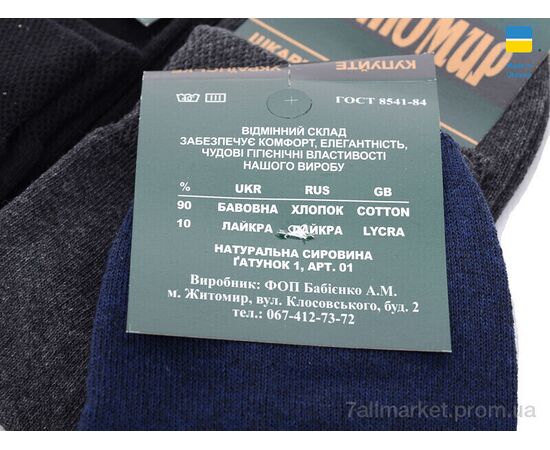 КУПУЙТЕ
УКРАЇНСЬКЕ
ГОСТ 8541-84
ВІДМІННИЙ СКЛАД
ЗАБЕЗПЕЧУЄ КОМФОРТ, ЕЛЕГАНТНІСТЬ,
ЧУДОВІ ГІГІЄНІЧНІ ВЛАСТИВОСТІ
НАШОГО ВИРОБУ
% UKR RUS GB
90 БАВОВНА ХЛОПОК COTTON
10 ЛАЙКРА ЛАЙКРА LYCRA
НАТУРАЛЬНА СИРОВИНА
ҐАТУНОК 1, АРТ. 01
Виробник: ФОП Бабієнко А.М.
м. Житомир, вул. Клосовського, буд. 2
тел.: 067-412-73-72
7allmarket.prom.ua